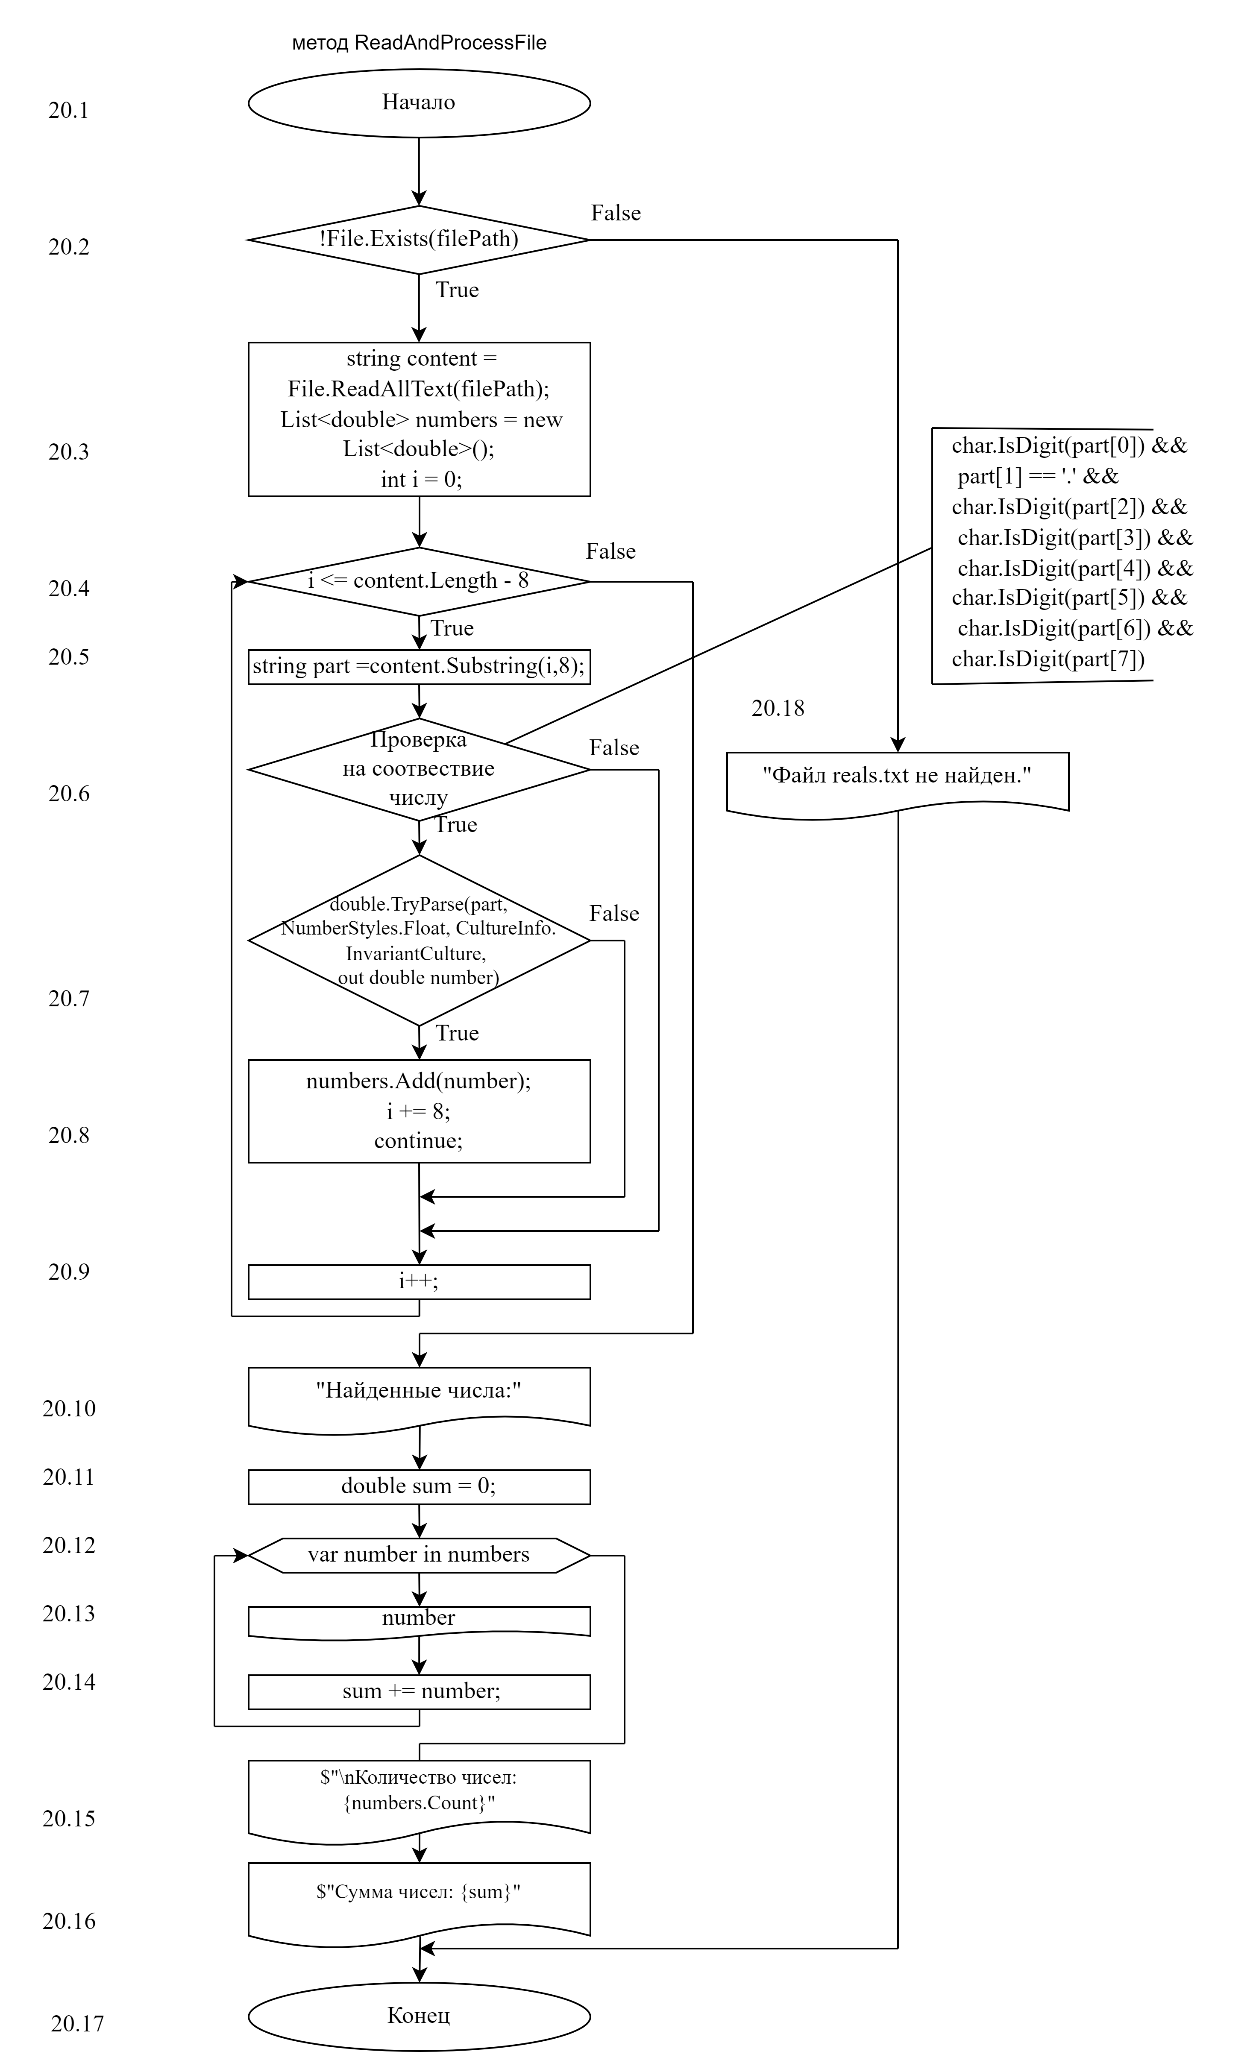 метод ReadAndProcessFile
20.1
Начало
20.2
!File.Exists(filePath)
False
True
20.3
string content =
File.ReadAllText(filePath);
List<double> numbers = new
List<double>();
int i = 0;
char.IsDigit(part[0]) &&
part[1] == '.' &&
char.IsDigit(part[2]) &&
char.IsDigit(part[3]) &&
char.IsDigit(part[4]) &&
char.IsDigit(part[5]) &&
char.IsDigit(part[6]) &&
char.IsDigit(part[7])
20.4
i <= content.Length - 8
False
True
20.5
string part =content.Substring(i,8);
20.6
Проверка
на соотвествие
числу
False
True
20.18
"Файл reals.txt не найден."
20.7
double.TryParse(part,
NumberStyles.Float, CultureInfo.
InvariantCulture,
out double number)
False
True
20.8
numbers.Add(number);
i += 8;
continue;
20.9
i++;
20.10
"Найденные числа:"
20.11
double sum = 0;
20.12
var number in numbers
20.13
number
20.14
sum += number;
20.15
$"\nКоличество чисел:
{numbers.Count}"
20.16
$"Сумма чисел: {sum}"
20.17
Конец